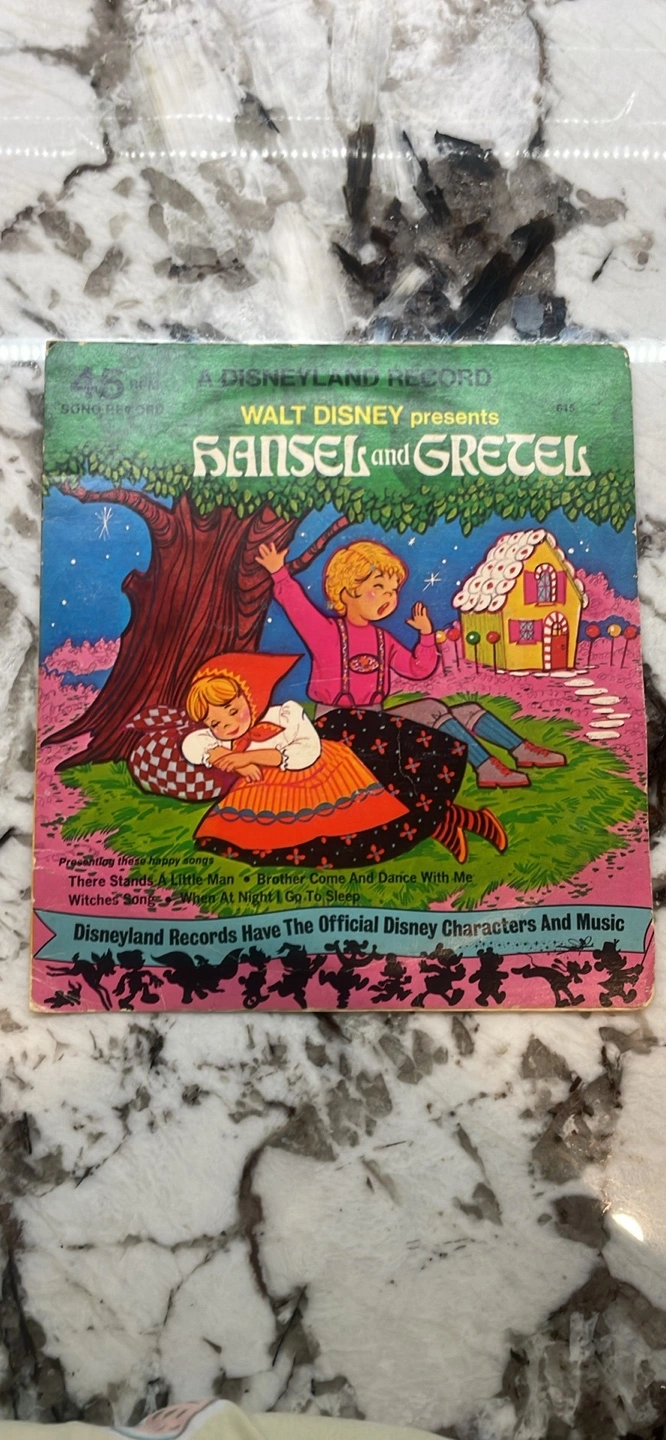 45 RPM
A DISNEYLAND RECORD
SONG RECORD
WALT DISNEY presents
HANSEL and GRETEL
Presenting these happy songs
There Stands A Little Man • Brother Come And Dance With Me
Witches Song • When At Night I Go To Sleep
Disneyland Records Have The Official Disney Characters And Music